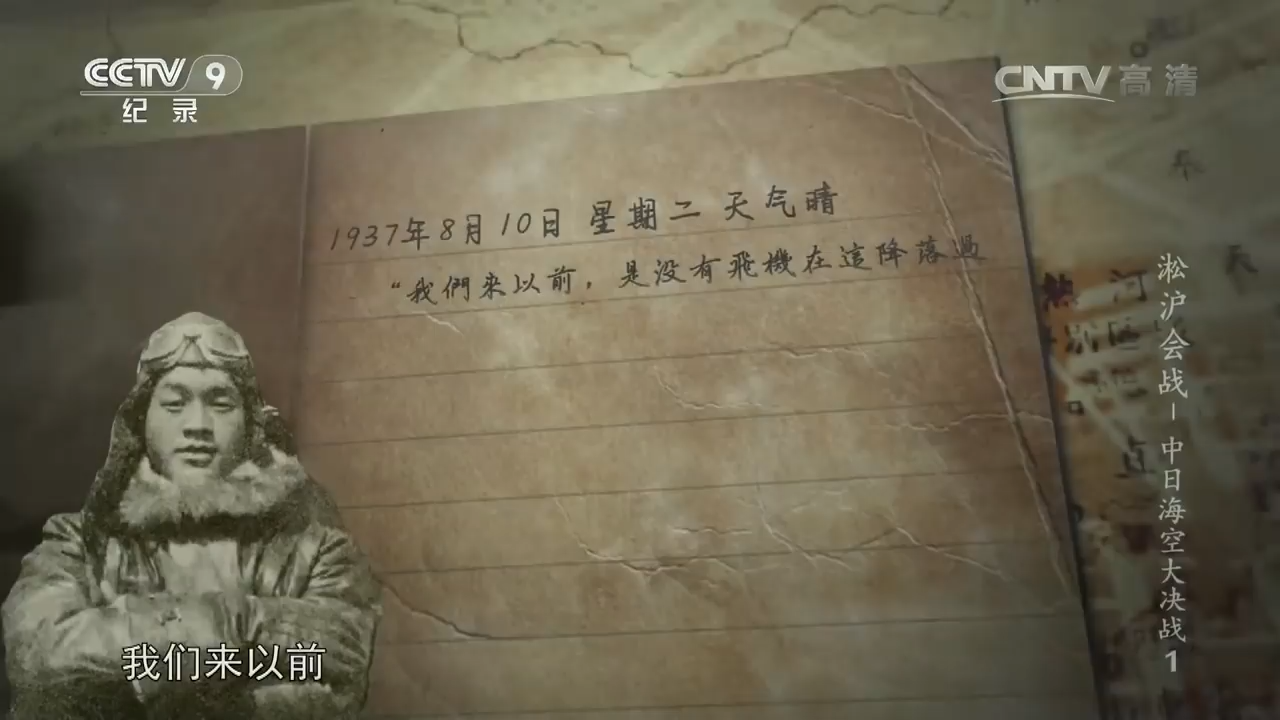 CCTV 9
纪录
CNTV 高清
1937年8月10日 星期二 天气晴
“我們来以前，是没有飛機在這降落過
热河
淞沪会战－中日海空大决战1
我们来以前